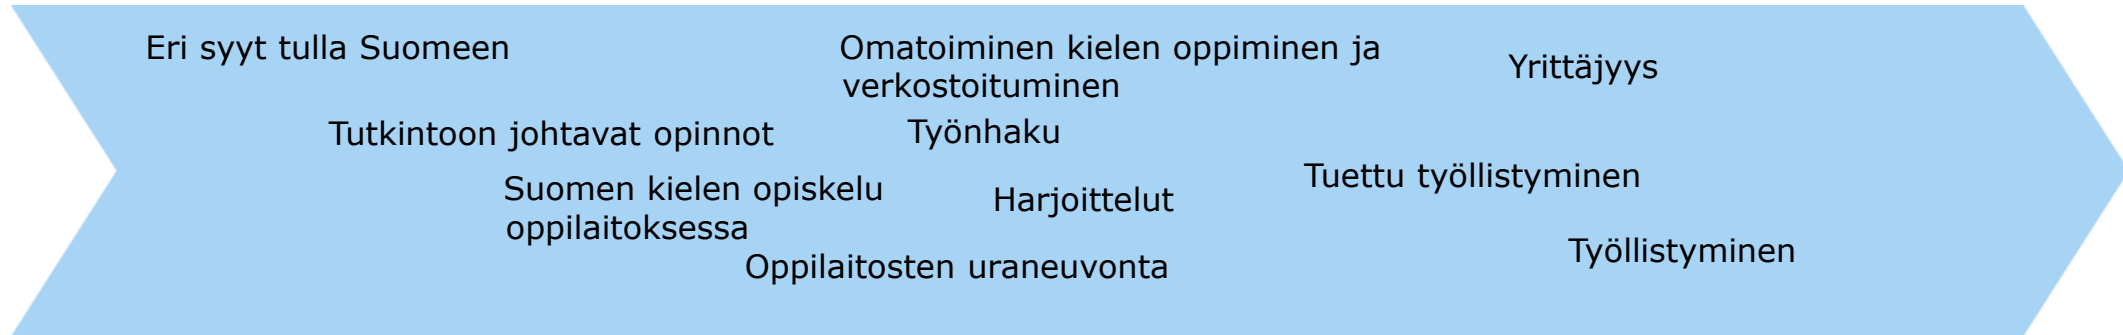 Eri syyt tulla Suomeen
Omatoiminen kielen oppiminen ja
verkostoituminen
Yrittäjyys
Tutkintoon johtavat opinnot
Työnhaku
Suomen kielen opiskelu
oppilaitoksessa
Harjoittelut
Tuettu työllistyminen
Oppilaitosten uraneuvonta
Työllistyminen